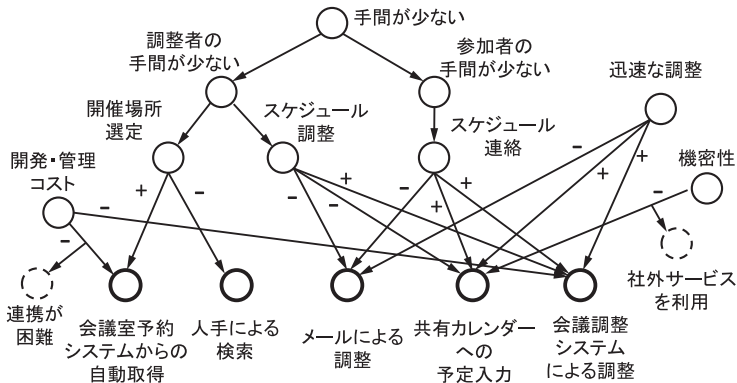 手間が少ない
調整者の
手間が少ない
参加者の
手間が少ない
迅速な調整
開催場所
選定
スケジュール
調整
スケジュール
連絡
機密性
開発・管理
コスト
+
-
-
-
+
-
+
+
-
+
+
-
-
-
連携が
困難
会議室予約
システムからの
自動取得
人手による
検索
メールによる
調整
共有カレンダー
への
予定入力
会議調整
システム
による調整
社外サービス
を利用